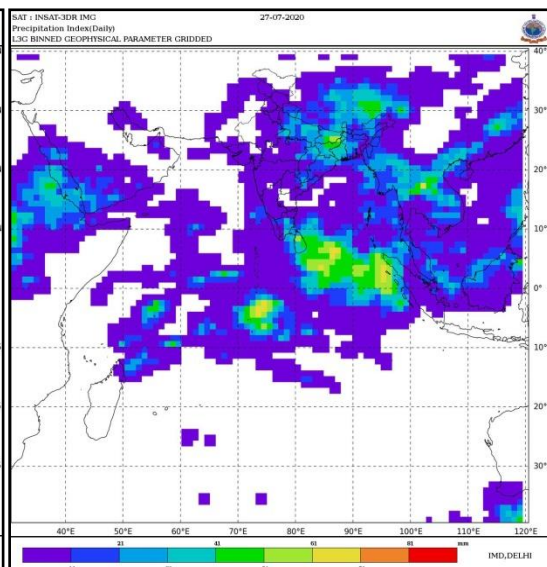 SAT : INSAT-3DR IMG 27-07-2020
Precipitation Index(Daily)
L3G BINNED GEOPHYSICAL PARAMETER GRIDDED
40°
30°
20°
10°
0°
10°
20°
30°
40°E 50°E 60°E 70°E 80°E 90°E 100°E 110°E 120°E
21 41 61 81 mm
IMD,DELHI